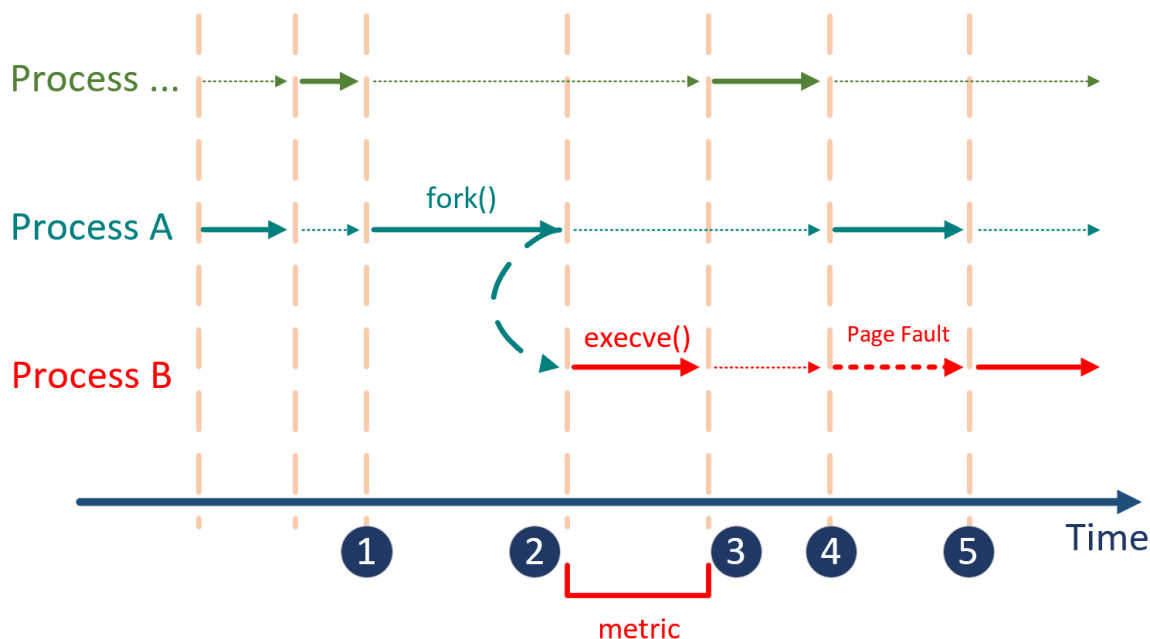 Process ...
fork()
Process A
execve()
Page Fault
Process B
1
2
3
4
5
Time
metric